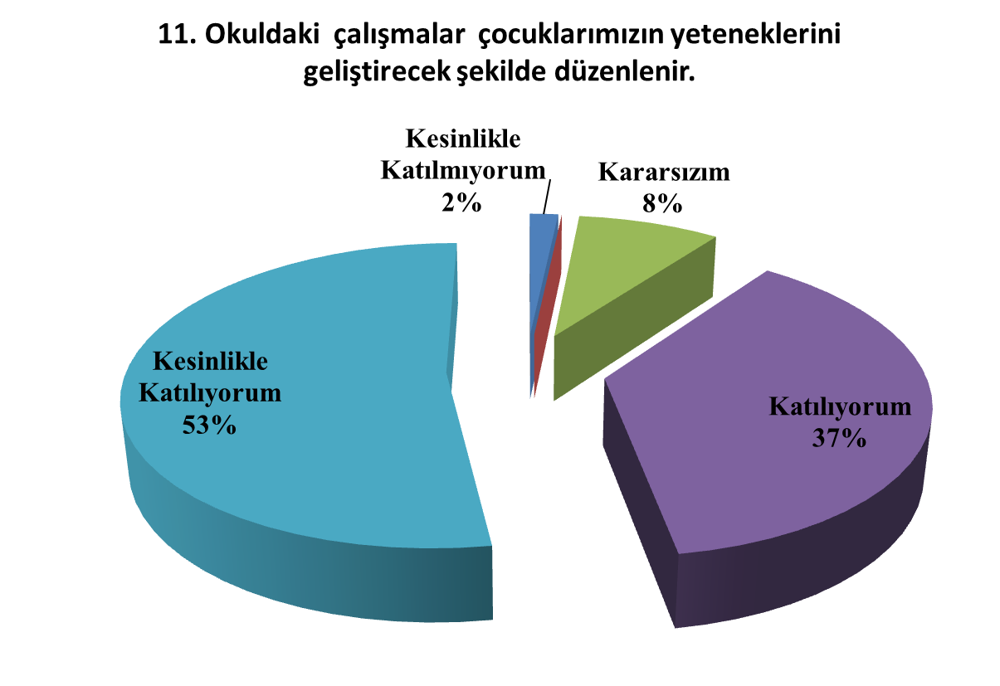 11. Okuldaki çalışmalar çocuklarımızın yeteneklerini
geliştirecek şekilde düzenlenir.
Kesinlikle
Katılmıyorum
2%
Kararsızım
8%
Katılıyorum
37%
Kesinlikle
Katılıyorum
53%